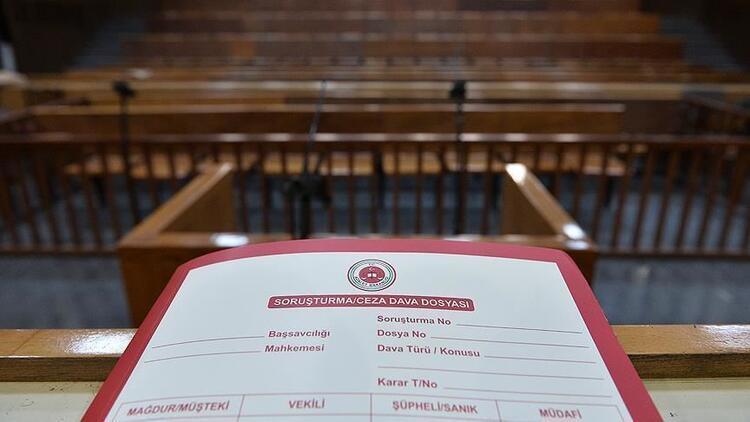 SORUŞTURMA/CEZA DAVA DOSYASI
Soruşturma No
Başsavcılığı Dosya No
Mahkemesi Dava Türü / Konusu
Karar T/No
MAĞDUR/MÜŞTEKİ VEKİLİ ŞÜPHELİ/SANIK MÜDAFİ